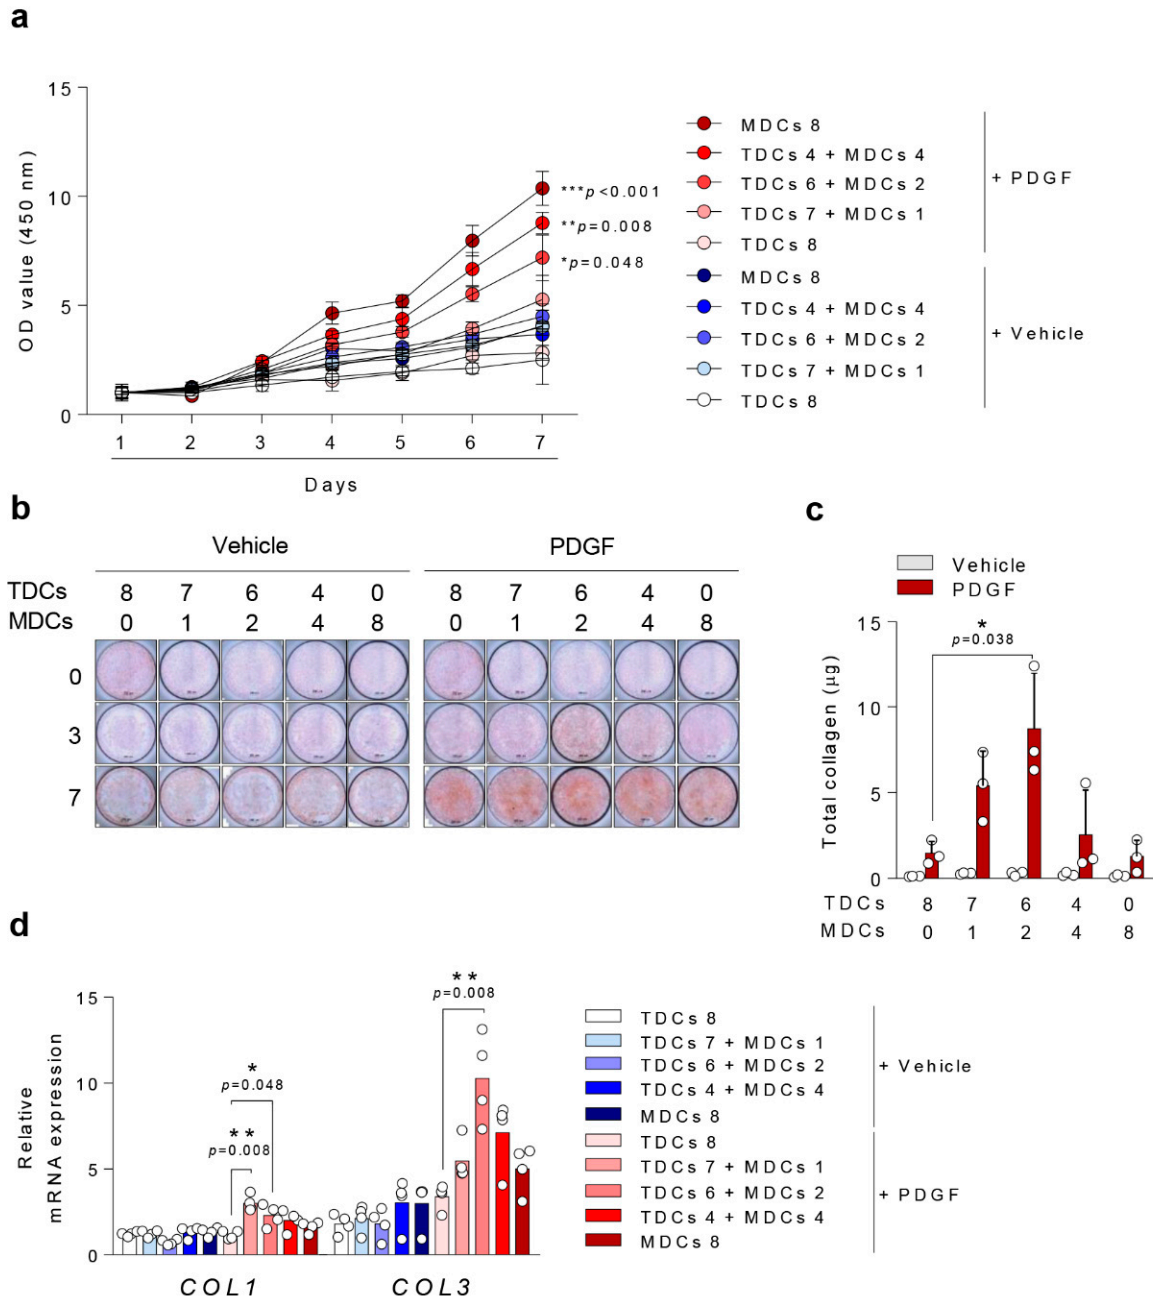 a
15
10
5
0
OD value (450 nm)
1 2 3 4 5 6 7
Days
***p<0.001
**p=0.008
*p=0.048
MDCs 8
TDCs 4 + MDCs 4
TDCs 6 + MDCs 2
TDCs 7 + MDCs 1
TDCs 8
+ PDGF
MDCs 8
TDCs 4 + MDCs 4
TDCs 6 + MDCs 2
TDCs 7 + MDCs 1
TDCs 8
+ Vehicle
b
Vehicle PDGF
TDCs 8 7 6 4 0 8 7 6 4 0
MDCs 0 1 2 4 8 0 1 2 4 8
0
3
7
c
Vehicle
PDGF
*
p=0.038
15
10
5
0
Total collagen (μg)
TDCs 8 7 6 4 0
MDCs 0 1 2 4 8
d
15
10
5
0
Relative
mRNA expression
*
p=0.048
**
p=0.008
**
p=0.008
COL1 COL3
TDCs 8
TDCs 7 + MDCs 1
TDCs 6 + MDCs 2
TDCs 4 + MDCs 4
MDCs 8
+ Vehicle
TDCs 8
TDCs 7 + MDCs 1
TDCs 6 + MDCs 2
TDCs 4 + MDCs 4
MDCs 8
+ PDGF